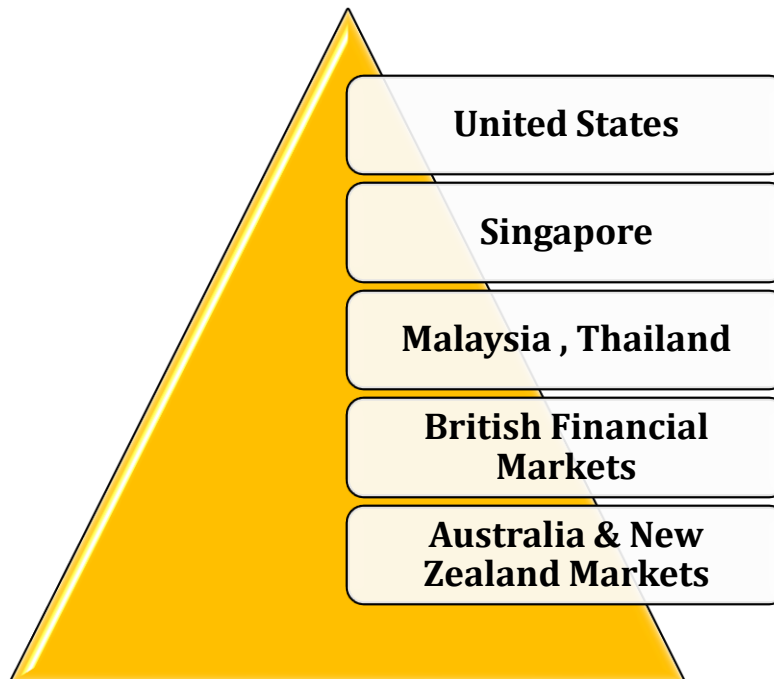 United States
Singapore
Malaysia , Thailand
British Financial
Markets
Australia & New
Zealand Markets